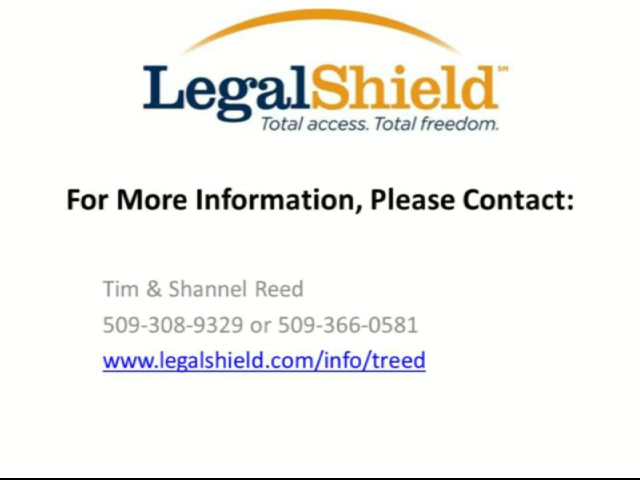 LegalShield℠
Total access. Total freedom.
For More Information, Please Contact:
Tim & Shannel Reed
509-308-9329 or 509-366-0581
www.legalshield.com/info/treed